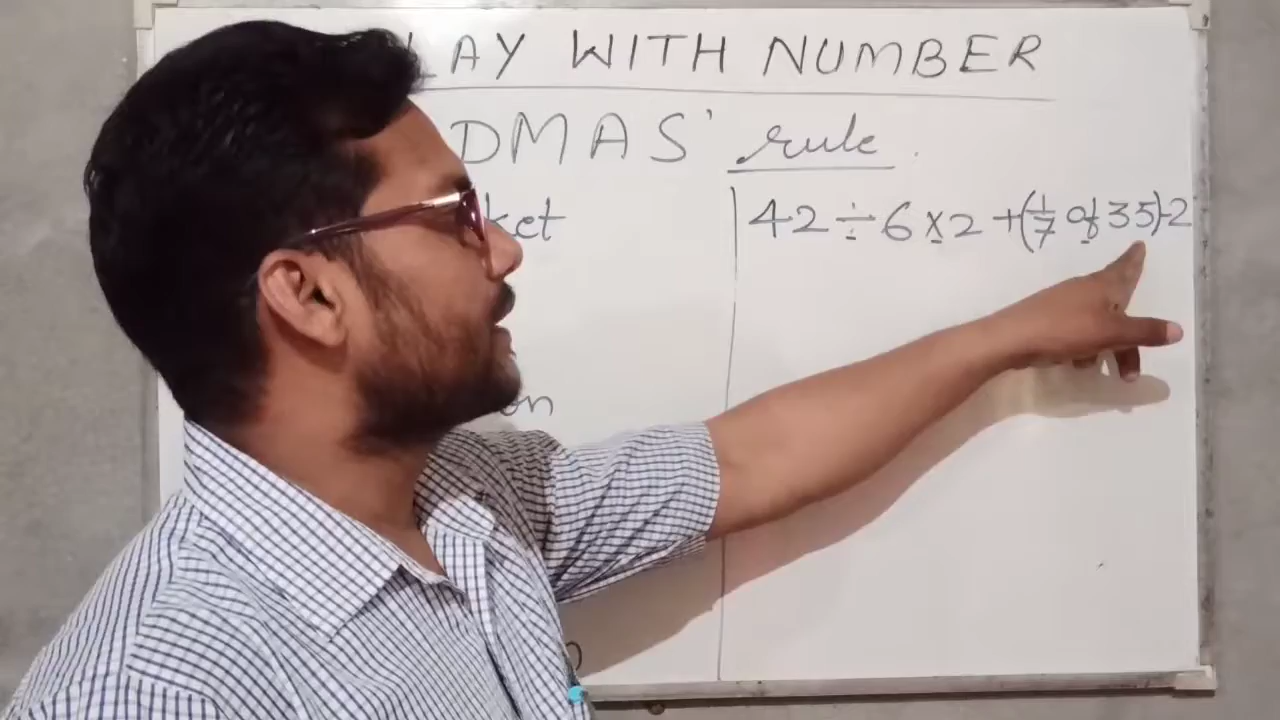 LAY WITH NUMBER
DMAS' rule.
ket
42 ÷ 6 × 2 + (1/7 of 35) - 2
on